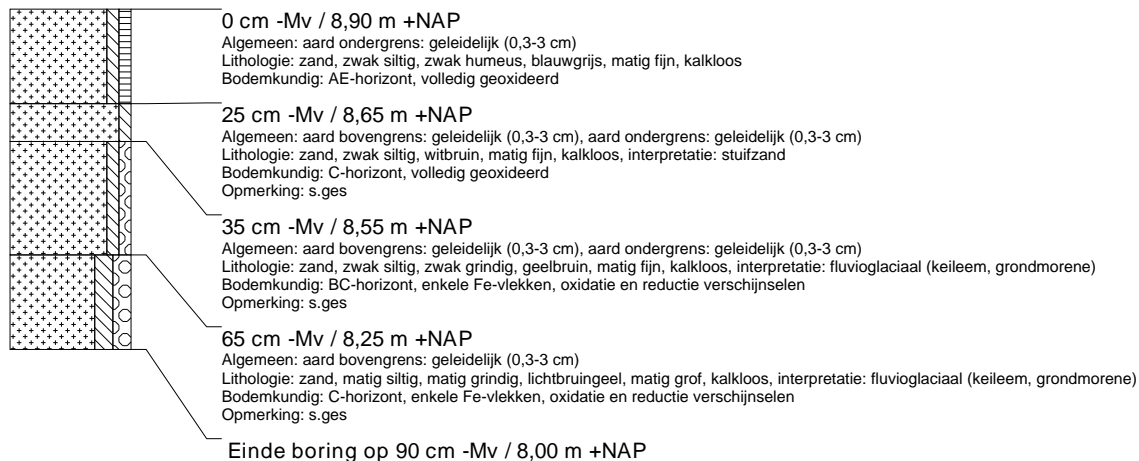 0 cm -Mv / 8,90 m +NAP
Algemeen: aard ondergrens: geleidelijk (0,3-3 cm)
Lithologie: zand, zwak siltig, zwak humeus, blauwgrijs, matig fijn, kalkloos
Bodemkundig: AE-horizont, volledig geoxideerd
25 cm -Mv / 8,65 m +NAP
Algemeen: aard bovengrens: geleidelijk (0,3-3 cm), aard ondergrens: geleidelijk (0,3-3 cm)
Lithologie: zand, zwak siltig, witbruin, matig fijn, kalkloos, interpretatie: stuifzand
Bodemkundig: C-horizont, volledig geoxideerd
Opmerking: s.ges
35 cm -Mv / 8,55 m +NAP
Algemeen: aard bovengrens: geleidelijk (0,3-3 cm), aard ondergrens: geleidelijk (0,3-3 cm)
Lithologie: zand, zwak siltig, zwak grindig, geelbruin, matig fijn, kalkloos, interpretatie: fluvioglaciaal (keileem, grondmorene)
Bodemkundig: BC-horizont, enkele Fe-vlekken, oxidatie en reductie verschijnselen
Opmerking: s.ges
65 cm -Mv / 8,25 m +NAP
Algemeen: aard bovengrens: geleidelijk (0,3-3 cm)
Lithologie: zand, matig siltig, matig grindig, lichtbruingeel, matig grof, kalkloos, interpretatie: fluvioglaciaal (keileem, grondmorene)
Bodemkundig: C-horizont, enkele Fe-vlekken, oxidatie en reductie verschijnselen
Opmerking: s.ges
Einde boring op 90 cm -Mv / 8,00 m +NAP